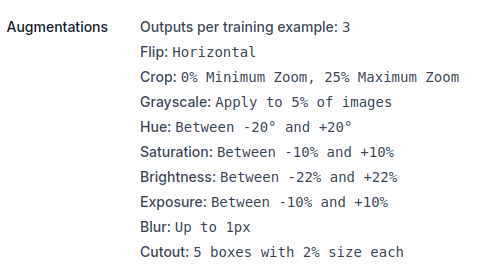 Augmentations Outputs per training example: 3
Flip: Horizontal
Crop: 0% Minimum Zoom, 25% Maximum Zoom
Grayscale: Apply to 5% of images
Hue: Between -20° and +20°
Saturation: Between -10% and +10%
Brightness: Between -22% and +22%
Exposure: Between -10% and +10%
Blur: Up to 1px
Cutout: 5 boxes with 2% size each